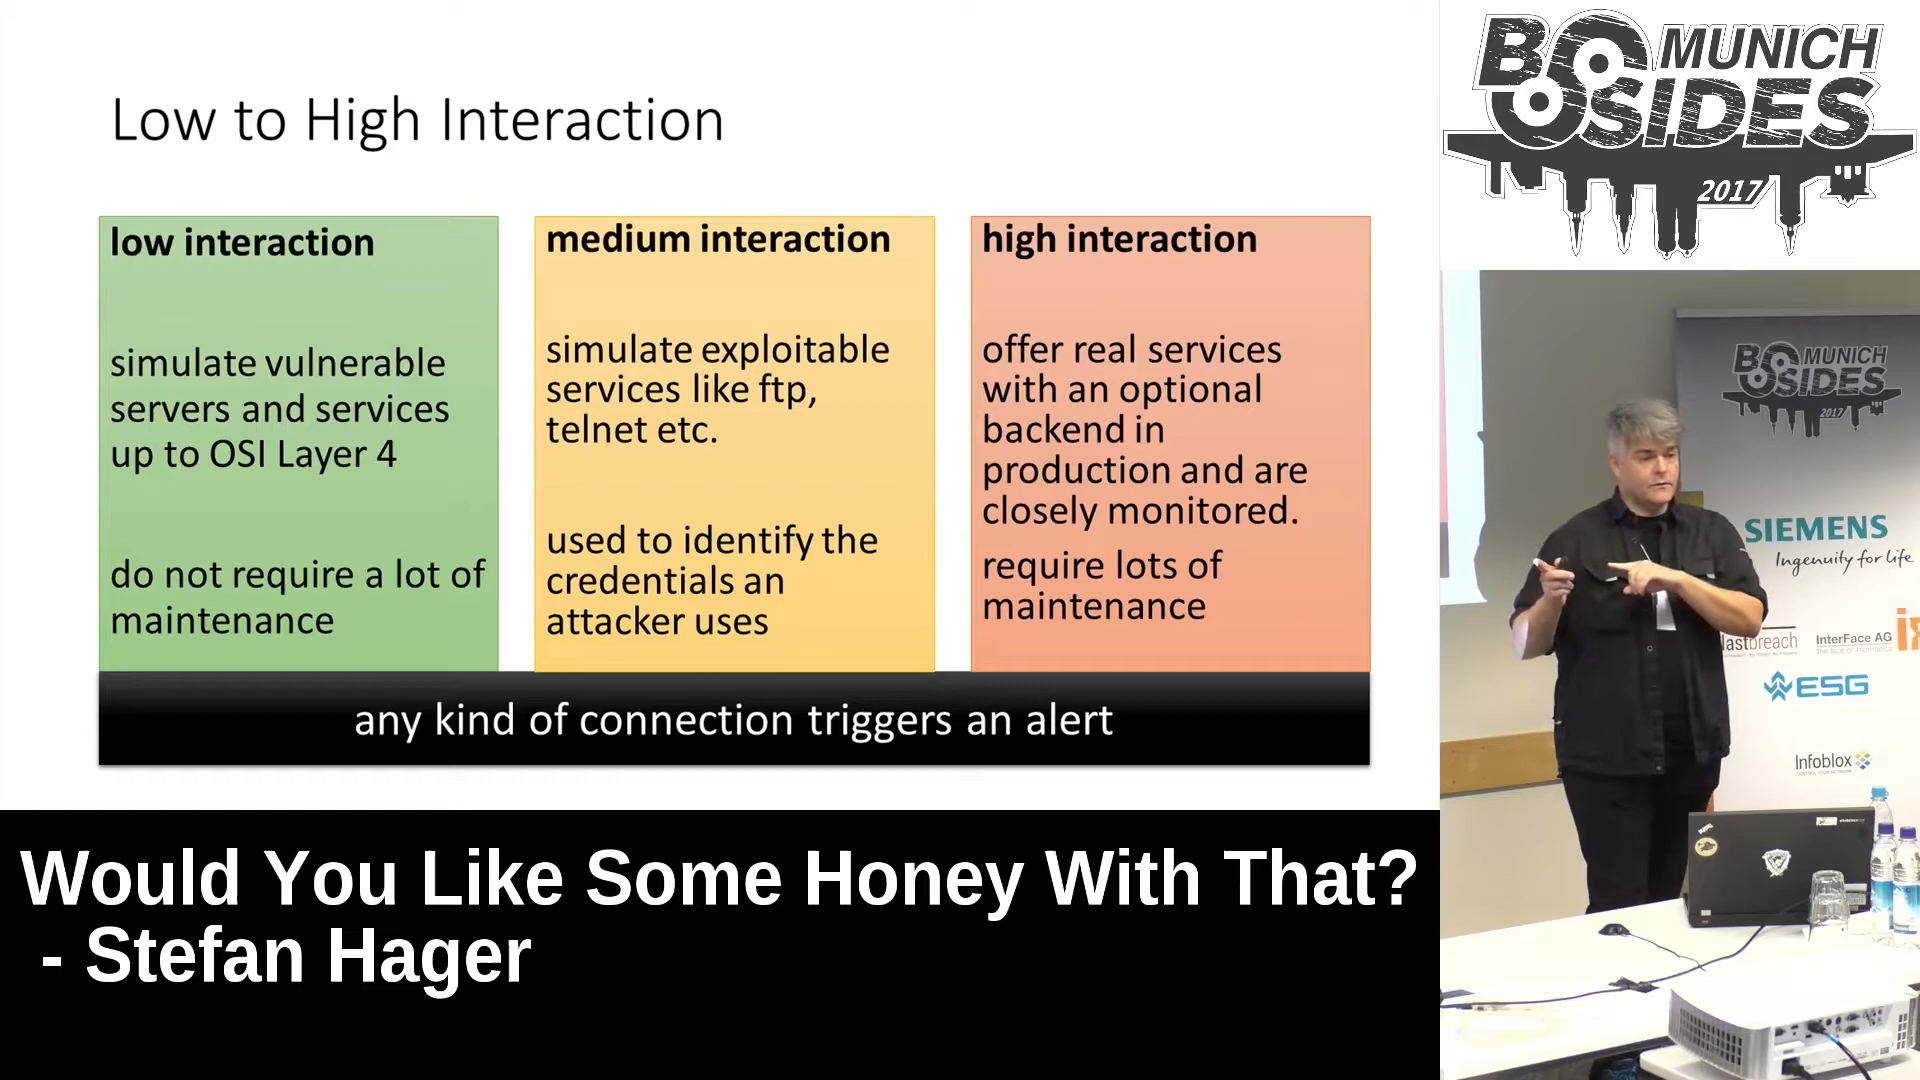 Low to High Interaction
low interaction
simulate vulnerable
servers and services
up to OSI Layer 4
do not require a lot of
maintenance
medium interaction
simulate exploitable
services like ftp,
telnet etc.
used to identify the
credentials an
attacker uses
high interaction
offer real services
with an optional
backend in
production and are
closely monitored.
require lots of
maintenance
any kind of connection triggers an alert
Would You Like Some Honey With That?
- Stefan Hager
BSIDES MUNICH
2017
MUNICH
BSIDES
2017
SIEMENS
Ingenuity for life
InterFace AG
ESG
Infoblox